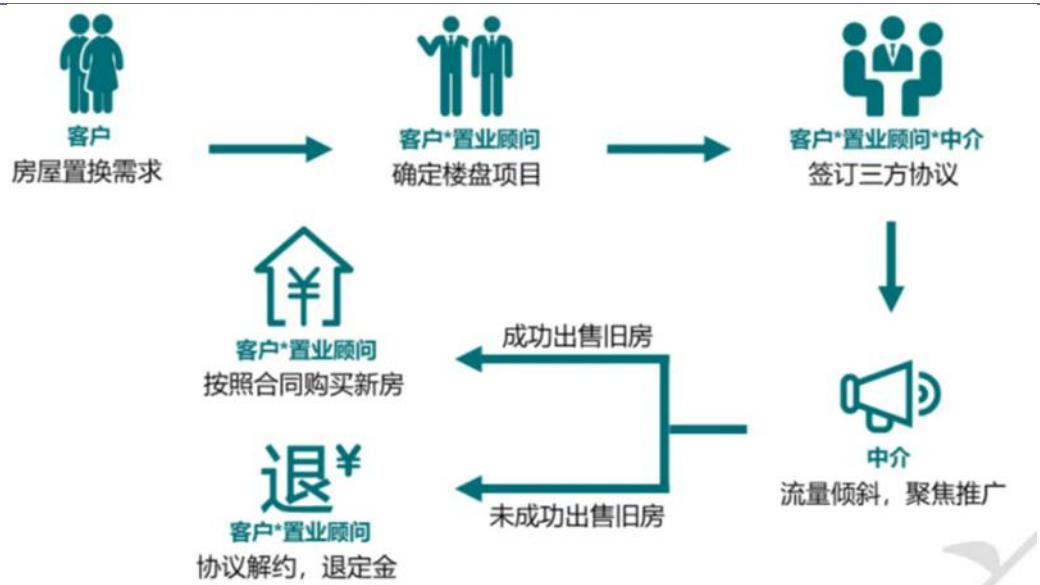 客户
房屋置换需求
客户*置业顾问
确定楼盘项目
客户*置业顾问*中介
签订三方协议
中介
流量倾斜，聚焦推广
成功出售旧房
¥
客户*置业顾问
按照合同购买新房
未成功出售旧房
退¥
客户*置业顾问
协议解约，退定金